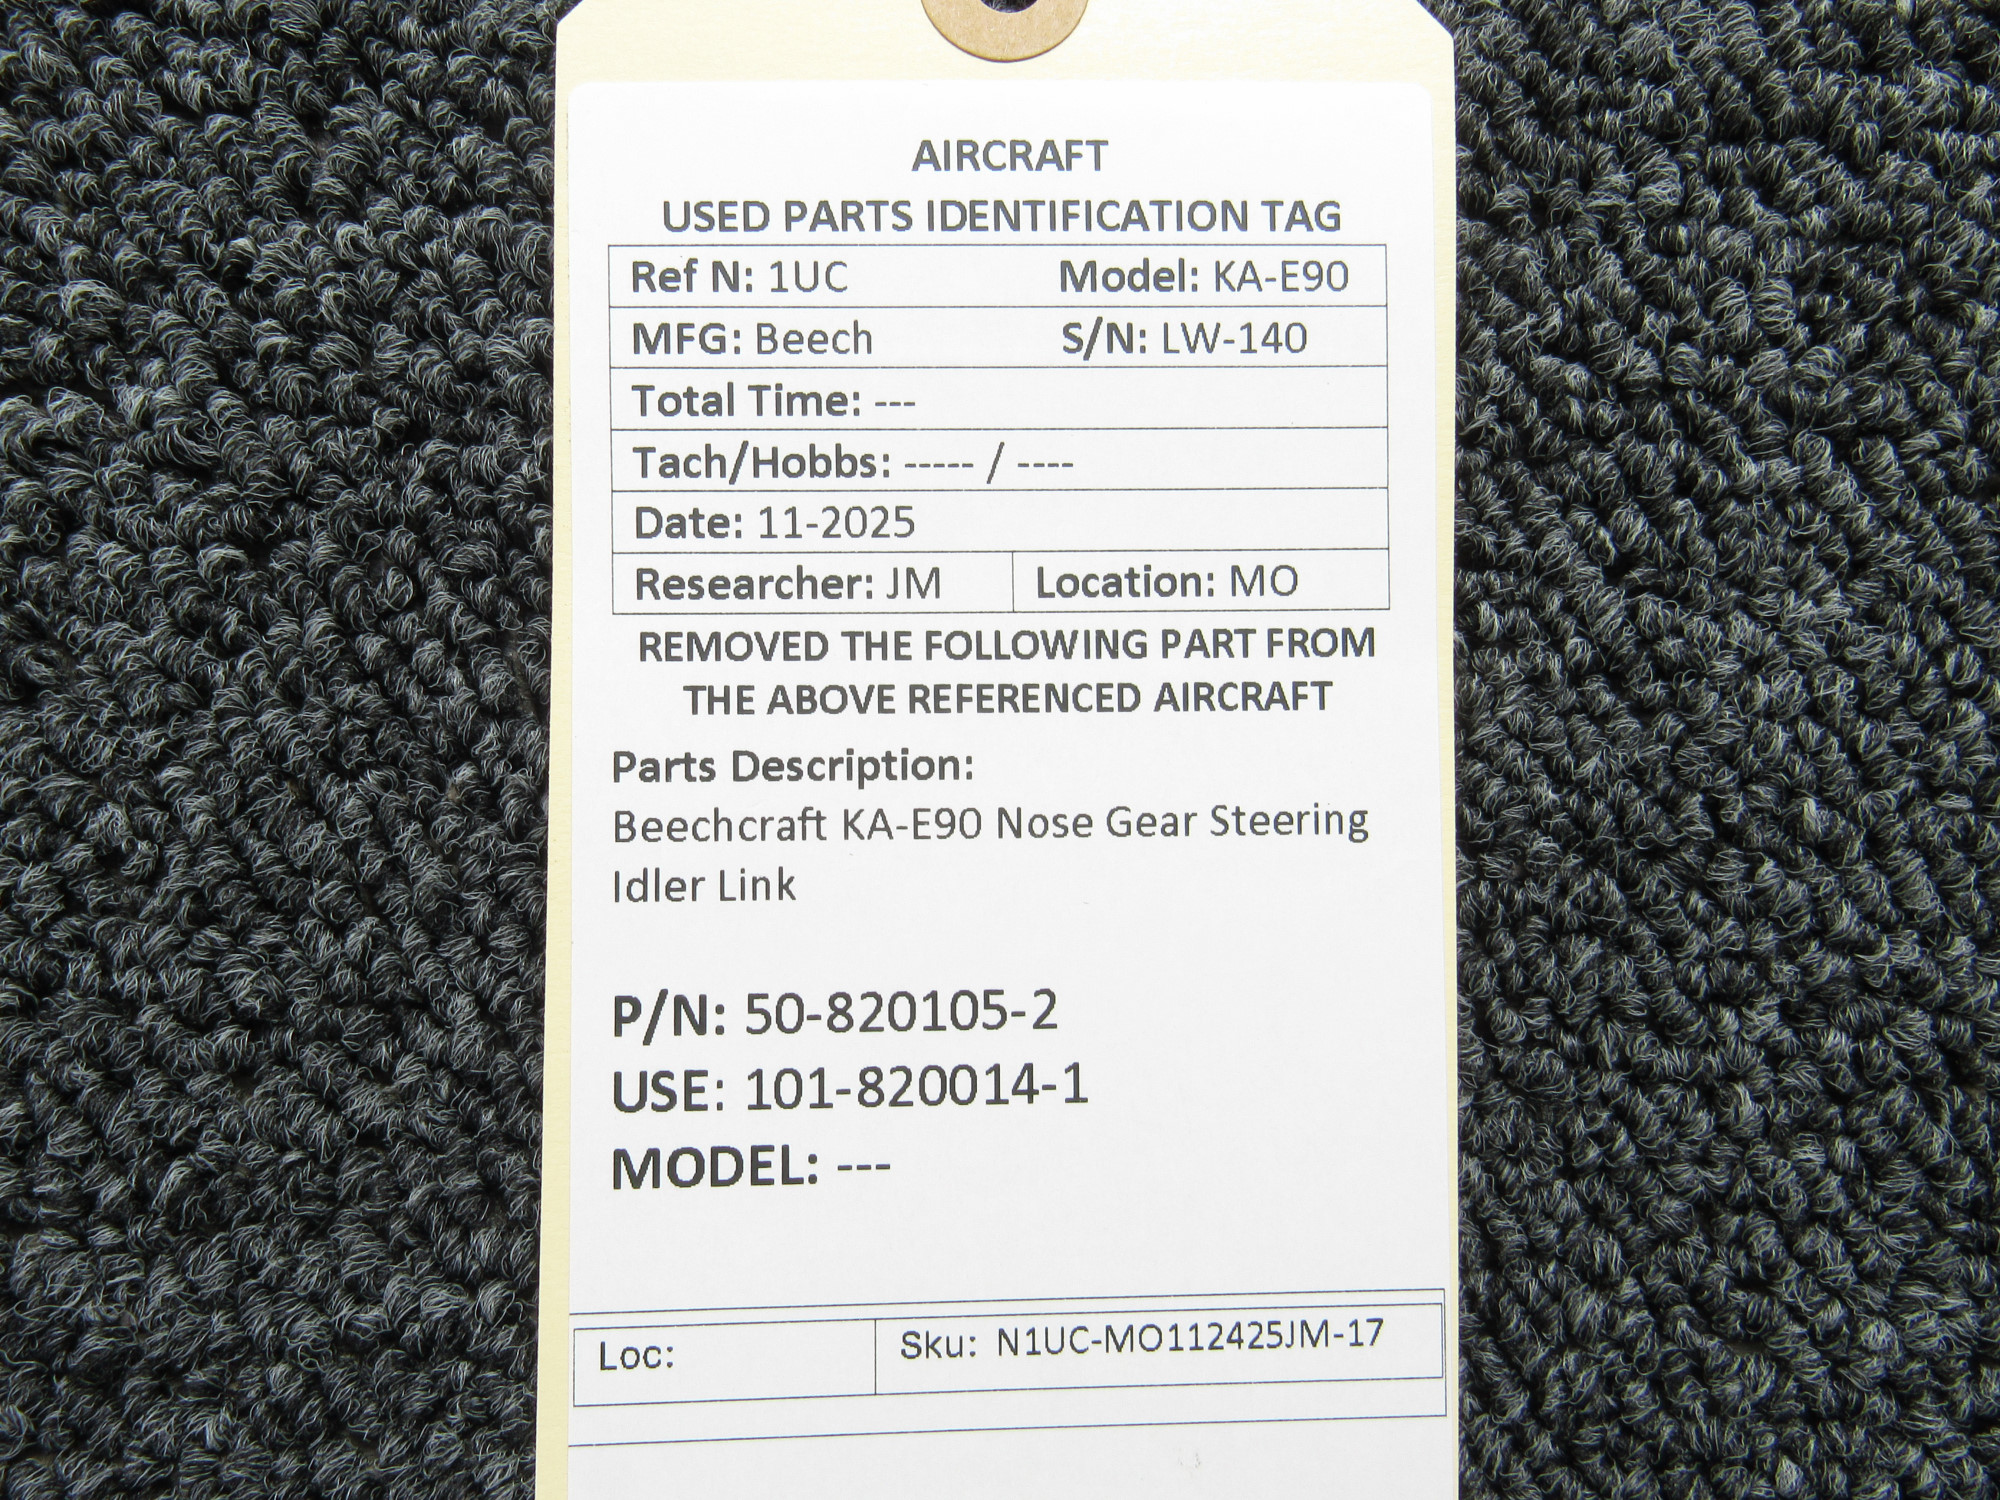 AIRCRAFT
USED PARTS IDENTIFICATION TAG
Ref N: 1UC Model: KA-E90
MFG: Beech S/N: LW-140
Total Time: ---
Tach/Hobbs: ----- / ----
Date: 11-2025
Researcher: JM Location: MO
REMOVED THE FOLLOWING PART FROM
THE ABOVE REFERENCED AIRCRAFT
Parts Description:
Beechcraft KA-E90 Nose Gear Steering
Idler Link
P/N: 50-820105-2
USE: 101-820014-1
MODEL: ---
Loc: Sku: N1UC-MO112425JM-17